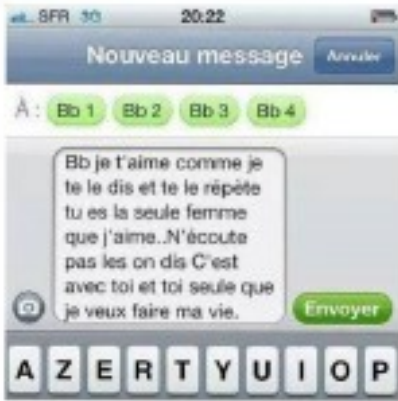 SFR 3G 20:22
Nouveau message Annuler
À : Bb 1 Bb 2 Bb 3 Bb 4
Bb je t'aime comme je
te le dis et te le répète
tu es la seule femme
que j'aime..N'écoute
pas les on dis C'est
avec toi et toi seule que
je veux faire ma vie.
Envoyer
A Z E R T Y U I O P